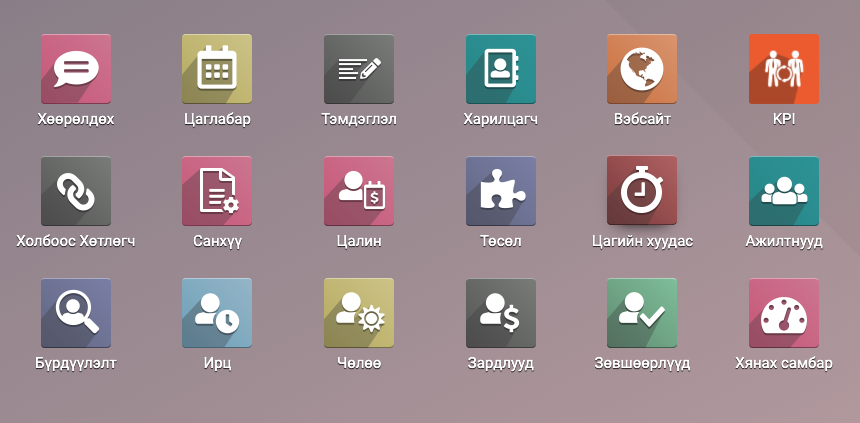 Хөөрөлдөх
Цаглабар
Тэмдэглэл
Харилцагч
Вэбсайт
KPI
Холбоос Хөтлөгч
Санхүү
Цалин
Төсөл
Цагийн хуудас
Ажилтнууд
Бүрдүүлэлт
Ирц
Чөлөө
Зардлууд
Зөвшөөрлүүд
Хянах самбар